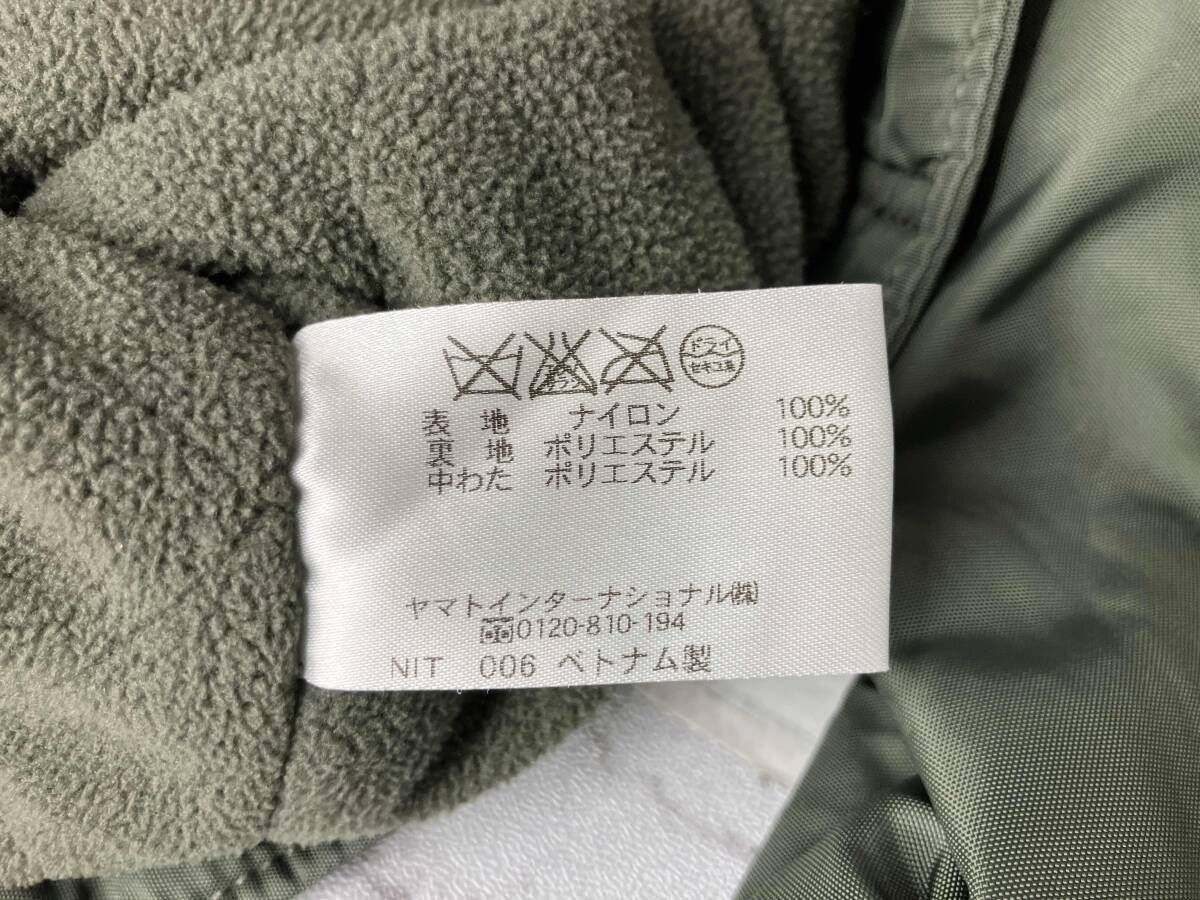 ドライ
セキユ系
表 地 ナイロン 100%
裏 地 ポリエステル 100%
中わた ポリエステル 100%
ヤマトインターナショナル㈱
0120-810-194
NIT 006 ベトナム製